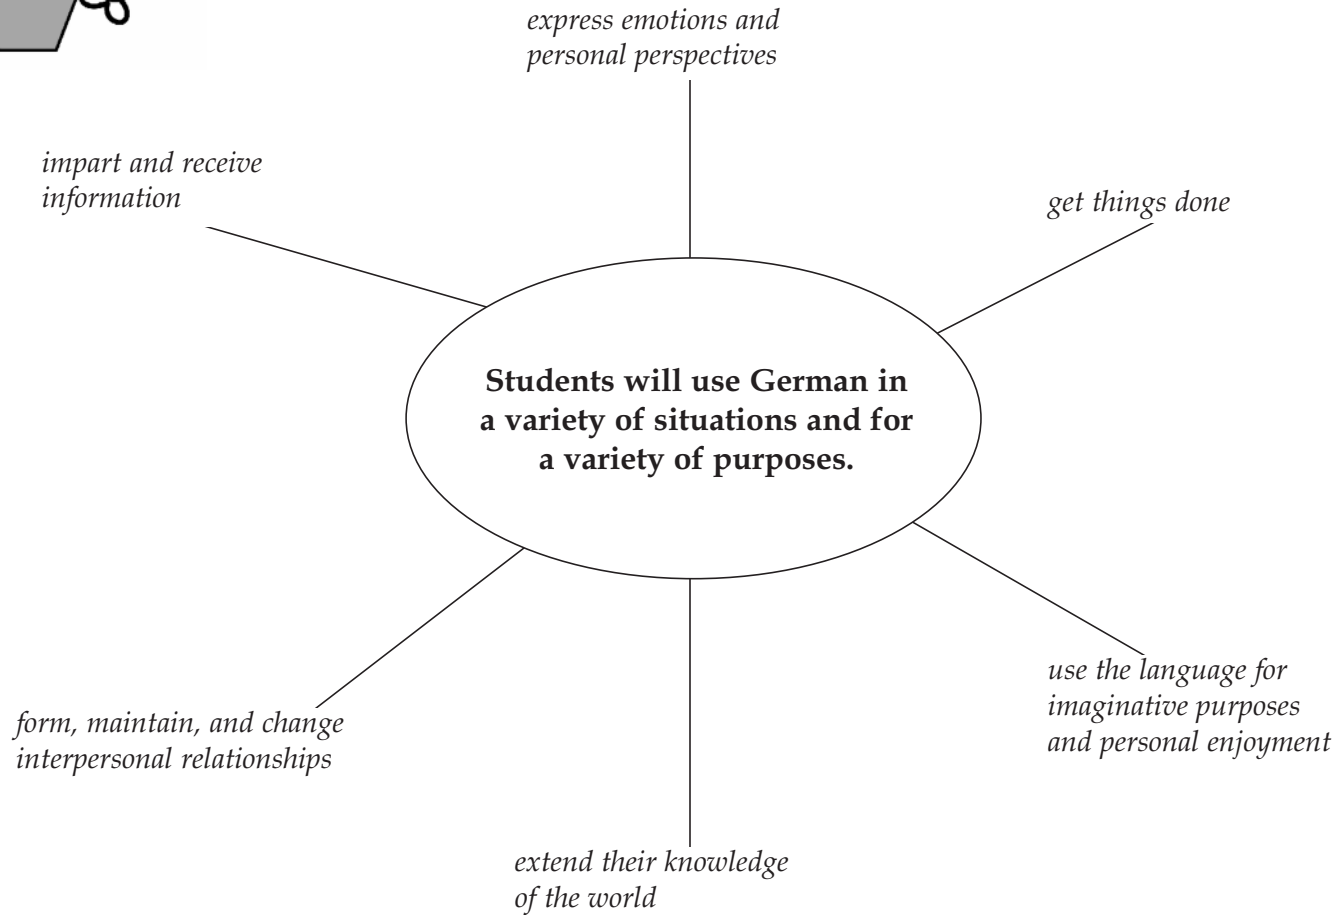 express emotions and
personal perspectives
impart and receive
information
get things done
Students will use German in
a variety of situations and for
a variety of purposes.
form, maintain, and change
interpersonal relationships
use the language for
imaginative purposes
and personal enjoyment
extend their knowledge
of the world